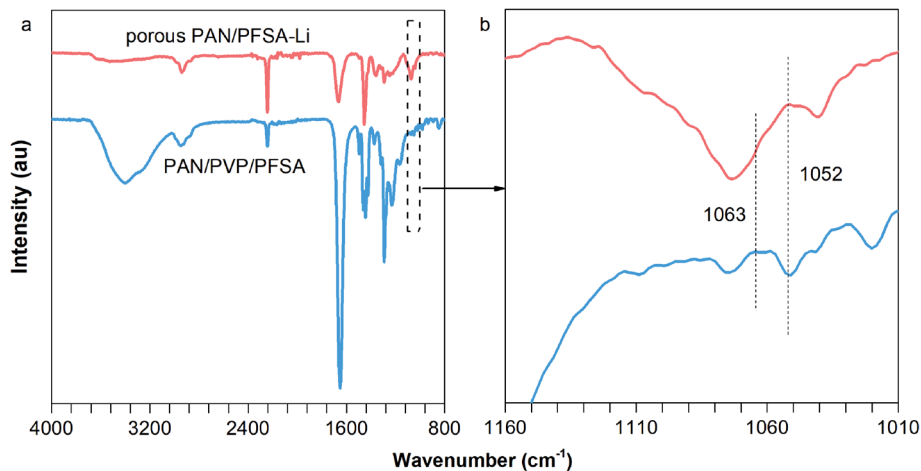 a
b
porous PAN/PFSA-Li
PAN/PVP/PFSA
1052
1063
Intensity (au)
4000 3200 2400 1600 800
1160 1110 1060 1010
Wavenumber (cm⁻¹)